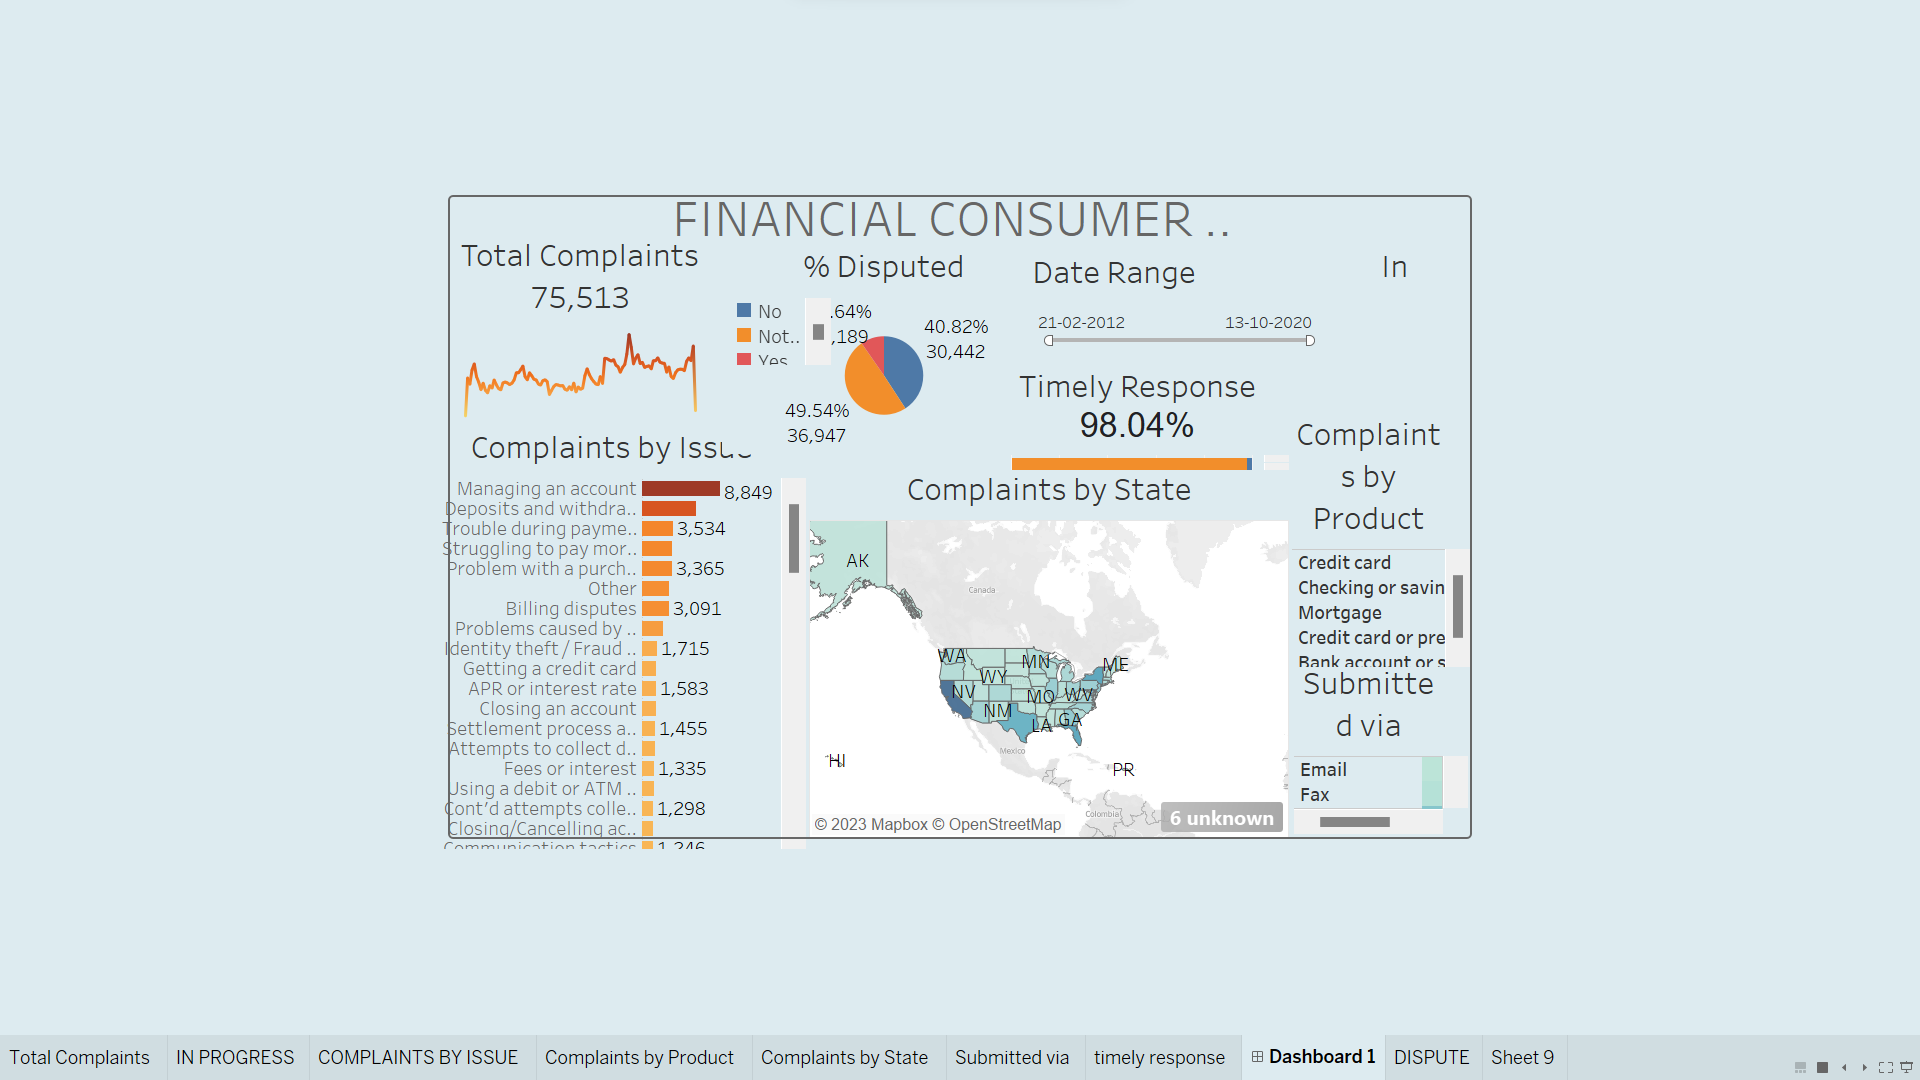 FINANCIAL CONSUMER ..
Total Complaints
75,513
% Disputed
No
Not..
Yes
.64%
,189
40.82%
30,442
49.54%
36,947
Date Range
21-02-2012
13-10-2020
In
Timely Response
98.04%
Complaints by Issue
Managing an account 8,849
Deposits and withdra..
Trouble during payme.. 3,534
Struggling to pay mor..
Problem with a purch.. 3,365
Other
Billing disputes 3,091
Problems caused by ..
Identity theft / Fraud .. 1,715
Getting a credit card
APR or interest rate 1,583
Closing an account
Settlement process a.. 1,455
Attempts to collect d..
Fees or interest 1,335
Using a debit or ATM ..
Cont'd attempts colle.. 1,298
Closing/Cancelling ac..
Communication tactics 1,246
Complaints by State
AK
Canada
WA
MN
ME
WY
NV
MO
WV
NM
LA
GA
Mexico
HI
PR
Colombia
6 unknown
© 2023 Mapbox © OpenStreetMap
Complaint
s by
Product
Credit card
Checking or savin
Mortgage
Credit card or pre
Bank account or s
Submitte
d via
Email
Fax
Total Complaints
IN PROGRESS
COMPLAINTS BY ISSUE
Complaints by Product
Complaints by State
Submitted via
timely response
Dashboard 1
DISPUTE
Sheet 9